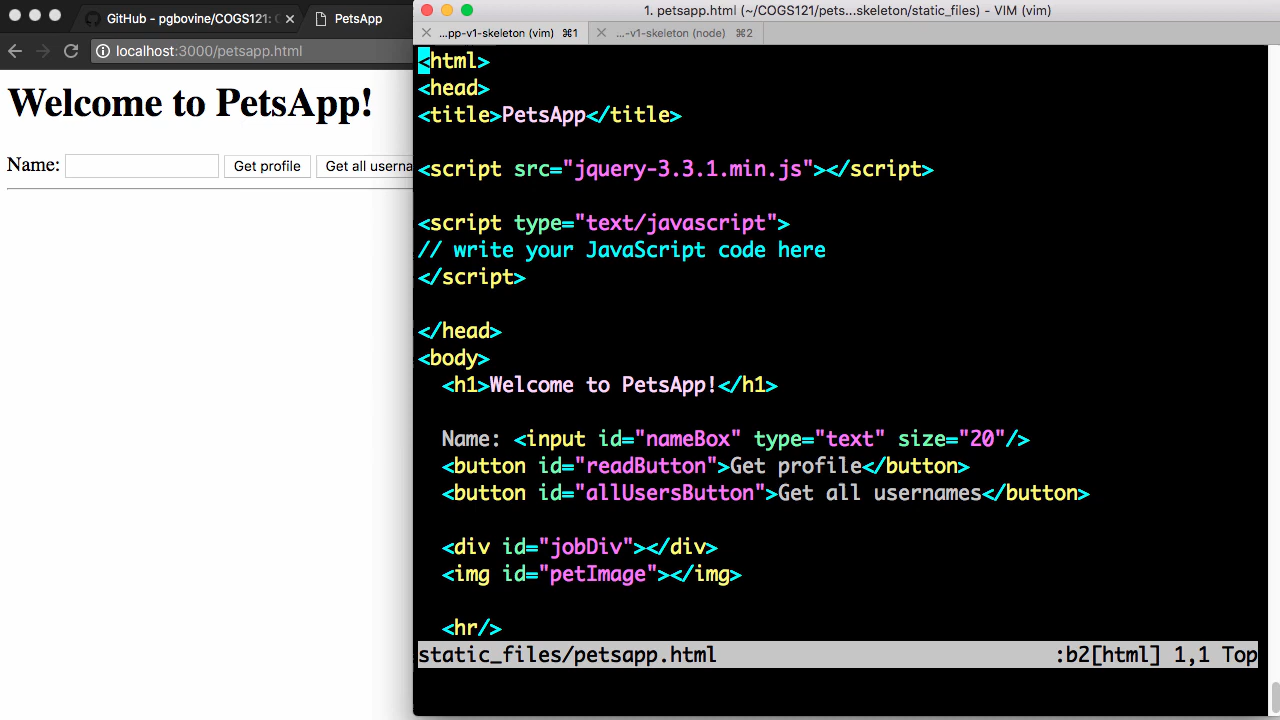 GitHub - pgbovine/COGS121: C
PetsApp
localhost:3000/petsapp.html
Welcome to PetsApp!
Name: Get profile Get all userna
1. petsapp.html (~/COGS121/pets...skeleton/static_files) - VIM (vim)
...pp-v1-skeleton (vim) ⌘1
...-v1-skeleton (node) ⌘2
<html>
<head>
<title>PetsApp</title>
<script src="jquery-3.3.1.min.js"></script>
<script type="text/javascript">
// write your JavaScript code here
</script>
</head>
<body>
<h1>Welcome to PetsApp!</h1>
Name: <input id="nameBox" type="text" size="20"/>
<button id="readButton">Get profile</button>
<button id="allUsersButton">Get all usernames</button>
<div id="jobDiv"></div>
<img id="petImage"></img>
<hr/>
static_files/petsapp.html :b2[html] 1,1 Top